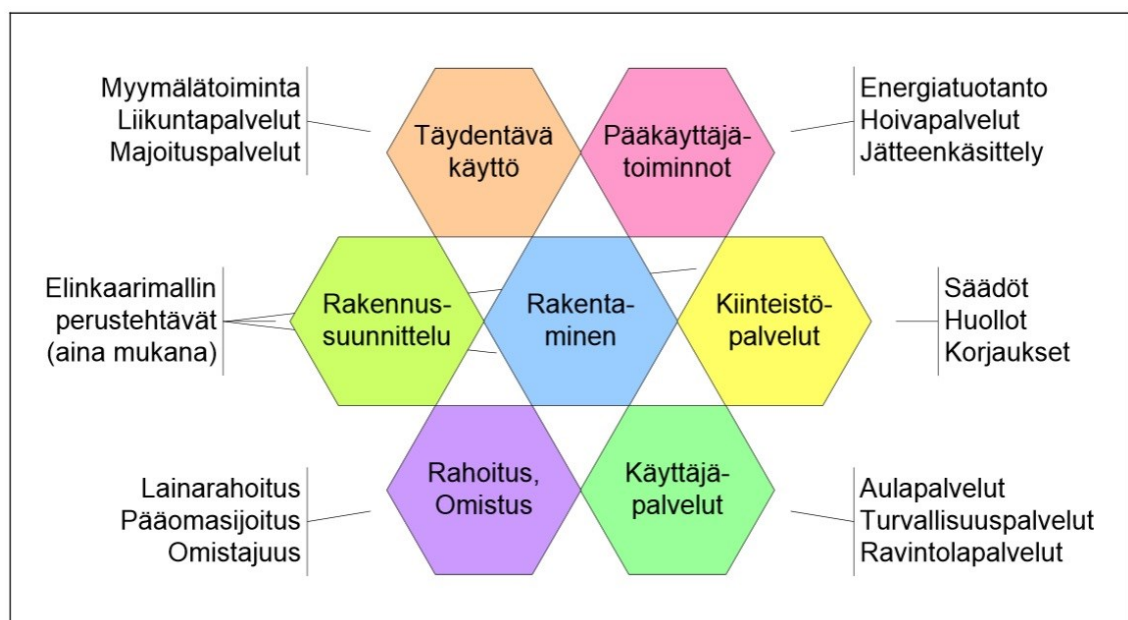 Myymälätoiminta
Liikuntapalvelut
Majoituspalvelut
Täydentävä
käyttö
Pääkäyttäjä-
toiminnot
Energiatuotanto
Hoivapalvelut
Jätteenkäsittely
Elinkaarimallin
perustehtävät
(aina mukana)
Rakennus-
suunnittelu
Rakenta-
minen
Kiinteistö-
palvelut
Säädöt
Huollot
Korjaukset
Lainarahoitus
Pääomasijoitus
Omistajuus
Rahoitus,
Omistus
Käyttäjä-
palvelut
Aulapalvelut
Turvallisuuspalvelut
Ravintolapalvelut